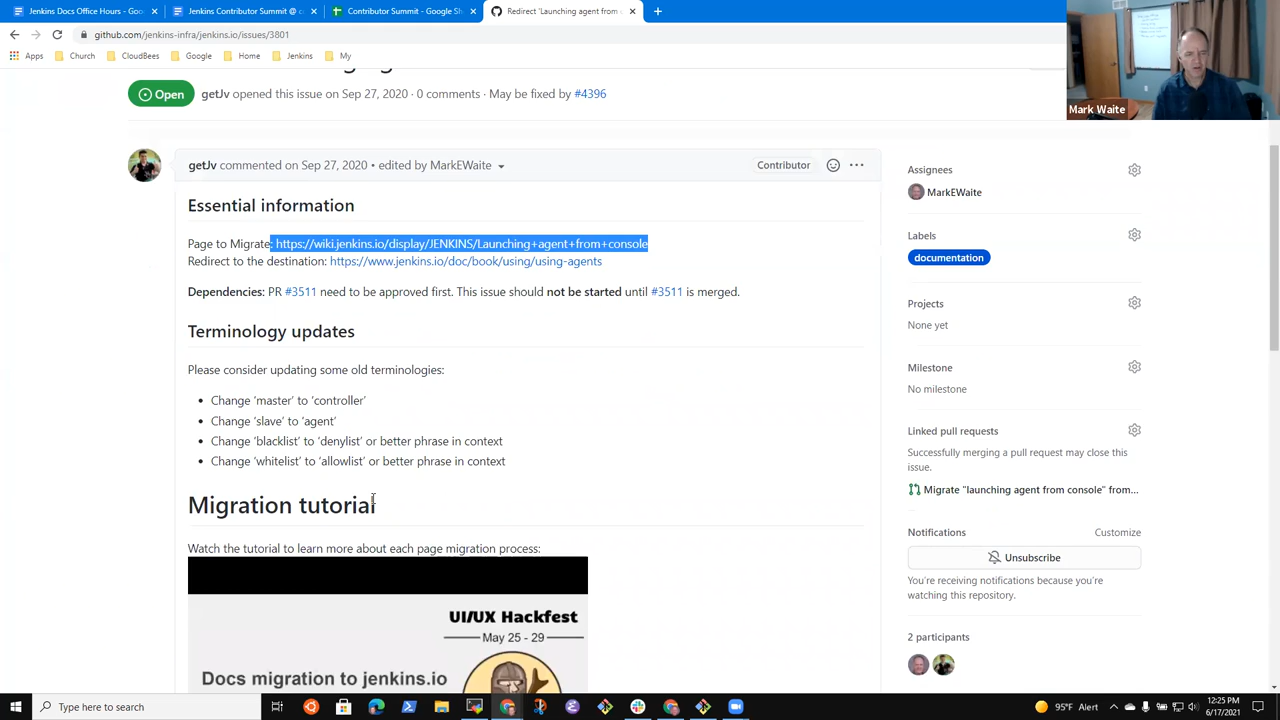 Jenkins Docs Office Hours - Goo
Jenkins Contributor Summit @ c
Contributor Summit - Google Sh
Redirect 'Launching agent from
github.com/jenkins-infra/jenkins.io/issues/3801
Apps
Church
CloudBees
Google
Home
Jenkins
My
Mark Waite
Open
getJv opened this issue on Sep 27, 2020 · 0 comments · May be fixed by #4396
getJv commented on Sep 27, 2020 • edited by MarkEWaite
Contributor
Essential information
Page to Migrate: https://wiki.jenkins.io/display/JENKINS/Launching+agent+from+console
Redirect to the destination: https://www.jenkins.io/doc/book/using/using-agents
Dependencies: PR #3511 need to be approved first. This issue should not be started until #3511 is merged.
Terminology updates
Please consider updating some old terminologies:
• Change 'master' to 'controller'
• Change 'slave' to 'agent'
• Change 'blacklist' to 'denylist' or better phrase in context
• Change 'whitelist' to 'allowlist' or better phrase in context
Migration tutorial
Watch the tutorial to learn more about each page migration process:
UI/UX Hackfest
May 25 - 29
Docs migration to jenkins.io
Assignees
MarkEWaite
Labels
documentation
Projects
None yet
Milestone
No milestone
Linked pull requests
Successfully merging a pull request may close this
issue.
Migrate "launching agent from console" from...
Notifications
Customize
Unsubscribe
You're receiving notifications because you're
watching this repository.
2 participants
Type here to search
95°F Alert
12:25 PM
6/17/2021